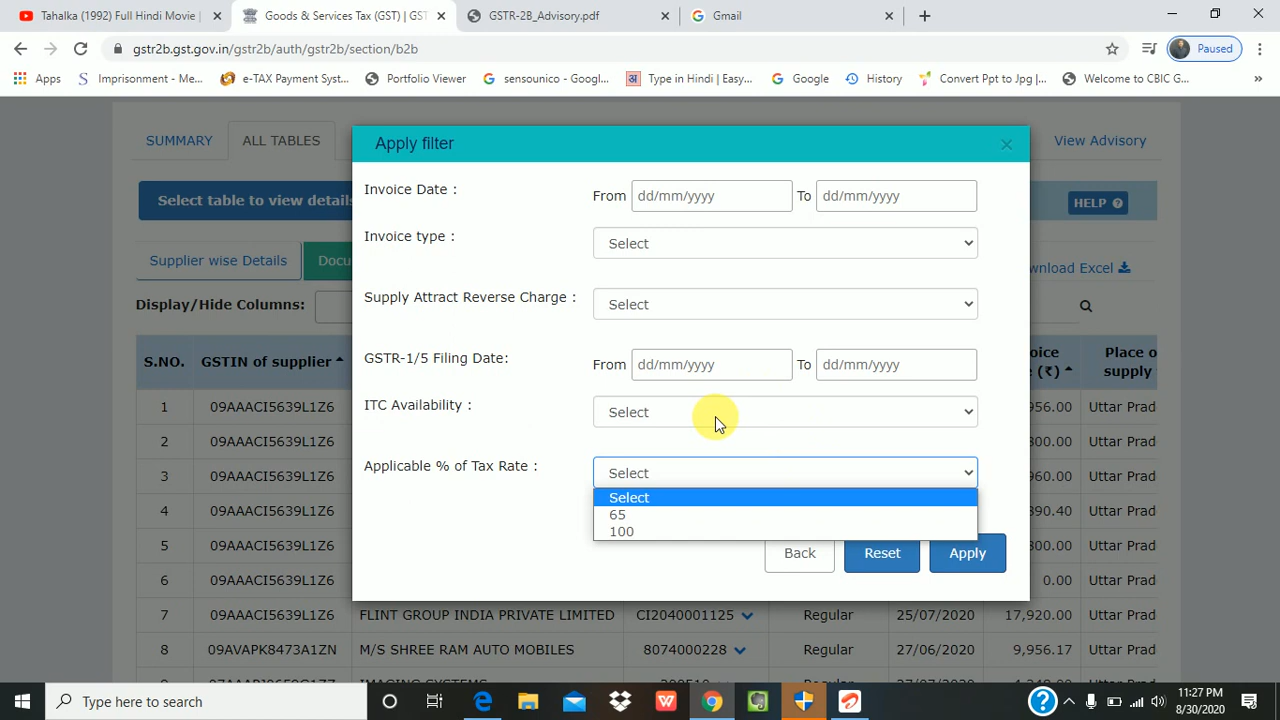 Tahalka (1992) Full Hindi Movie |
Goods & Services Tax (GST) | GST
GSTR-2B_Advisory.pdf
Gmail
gstr2b.gst.gov.in/gstr2b/auth/gstr2b/section/b2b
Paused
Apps
Imprisonment - Me...
e-TAX Payment Syst...
Portfolio Viewer
sensounico - Googl...
Type in Hindi | Easy...
Google
History
Convert Ppt to Jpg |...
Welcome to CBIC G...
»
SUMMARY
ALL TABLES
View Advisory
Apply filter
Select table to view details
HELP
Invoice Date :
From dd/mm/yyyy To dd/mm/yyyy
Invoice type :
Select
Supplier wise Details
Docu
wnload Excel
Display/Hide Columns:
Supply Attract Reverse Charge :
Select
GSTR-1/5 Filing Date:
From dd/mm/yyyy To dd/mm/yyyy
ITC Availability :
Select
Applicable % of Tax Rate :
Select
Select
65
100
Back
Reset
Apply
S.NO. GSTIN of supplier
oice
(₹)
Place o
supply
1 09AAACI5639L1Z6 956.00 Uttar Prad
2 09AAACI5639L1Z6 800.00 Uttar Prad
3 09AAACI5639L1Z6 960.00 Uttar Prad
4 09AAACI5639L1Z6 890.40 Uttar Prad
5 09AAACI5639L1Z6 800.00 Uttar Prad
6 09AAACI5639L1Z6 0.00 Uttar Prad
7 09AAACI5639L1Z6 FLINT GROUP INDIA PRIVATE LIMITED CI2040001125 Regular 25/07/2020 17,920.00 Uttar Prad
8 09AVAPK8473A1ZN M/S SHREE RAM AUTO MOBILES 8074000228 Regular 27/06/2020 9,956.17 Uttar Prad
Type here to search
11:27 PM
8/30/2020